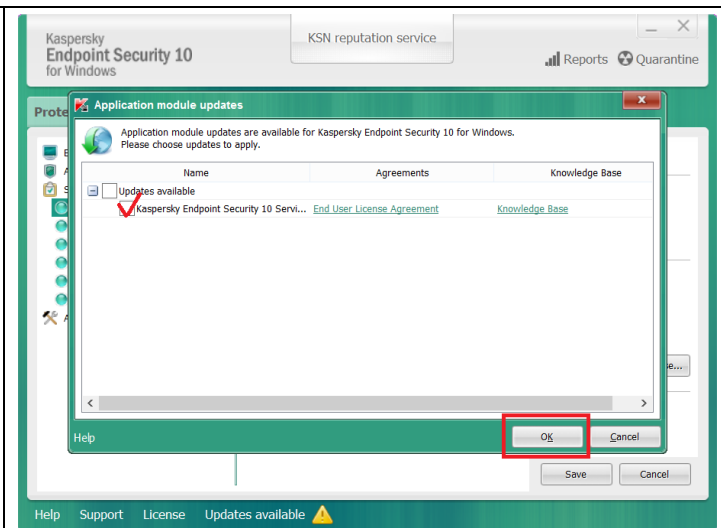 Kaspersky
Endpoint Security 10
for Windows
KSN reputation service
Reports
Quarantine
Application module updates
Application module updates are available for Kaspersky Endpoint Security 10 for Windows.
Please choose updates to apply.
Name Agreements Knowledge Base
Updates available
Kaspersky Endpoint Security 10 Servi... End User License Agreement Knowledge Base
Help OK Cancel
Save Cancel
Help Support License Updates available